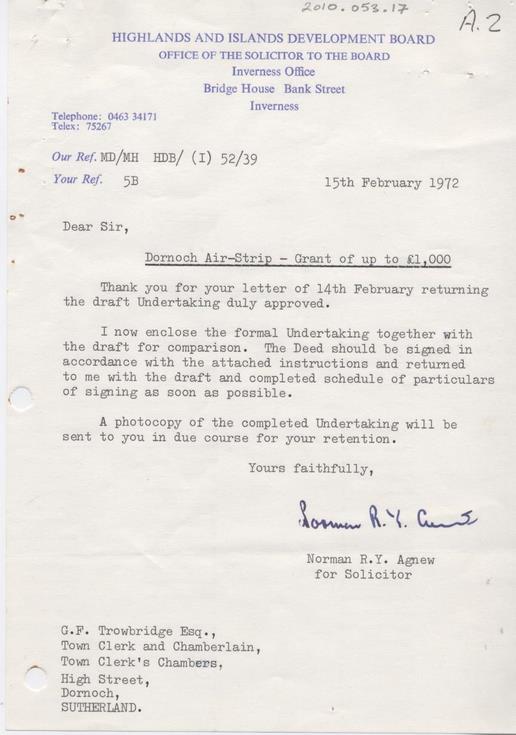 2010.053.17
A.2
HIGHLANDS AND ISLANDS DEVELOPMENT BOARD
OFFICE OF THE SOLICITOR TO THE BOARD
Inverness Office
Bridge House Bank Street
Inverness
Telephone: 0463 34171
Telex: 75267
Our Ref. MD/MH HDB/ (I) 52/39
Your Ref. 5B
15th February 1972
Dear Sir,
Dornoch Air-Strip - Grant of up to £1,000
Thank you for your letter of 14th February returning
the draft Undertaking duly approved.
I now enclose the formal Undertaking together with
the draft for comparison. The Deed should be signed in
accordance with the attached instructions and returned
to me with the draft and completed schedule of particulars
of signing as soon as possible.
A photocopy of the completed Undertaking will be
sent to you in due course for your retention.
Yours faithfully,
Norman R.Y. Agnew
Norman R.Y. Agnew
for Solicitor
G.F. Trowbridge Esq.,
Town Clerk and Chamberlain,
Town Clerk's Chambers,
High Street,
Dornoch,
SUTHERLAND.